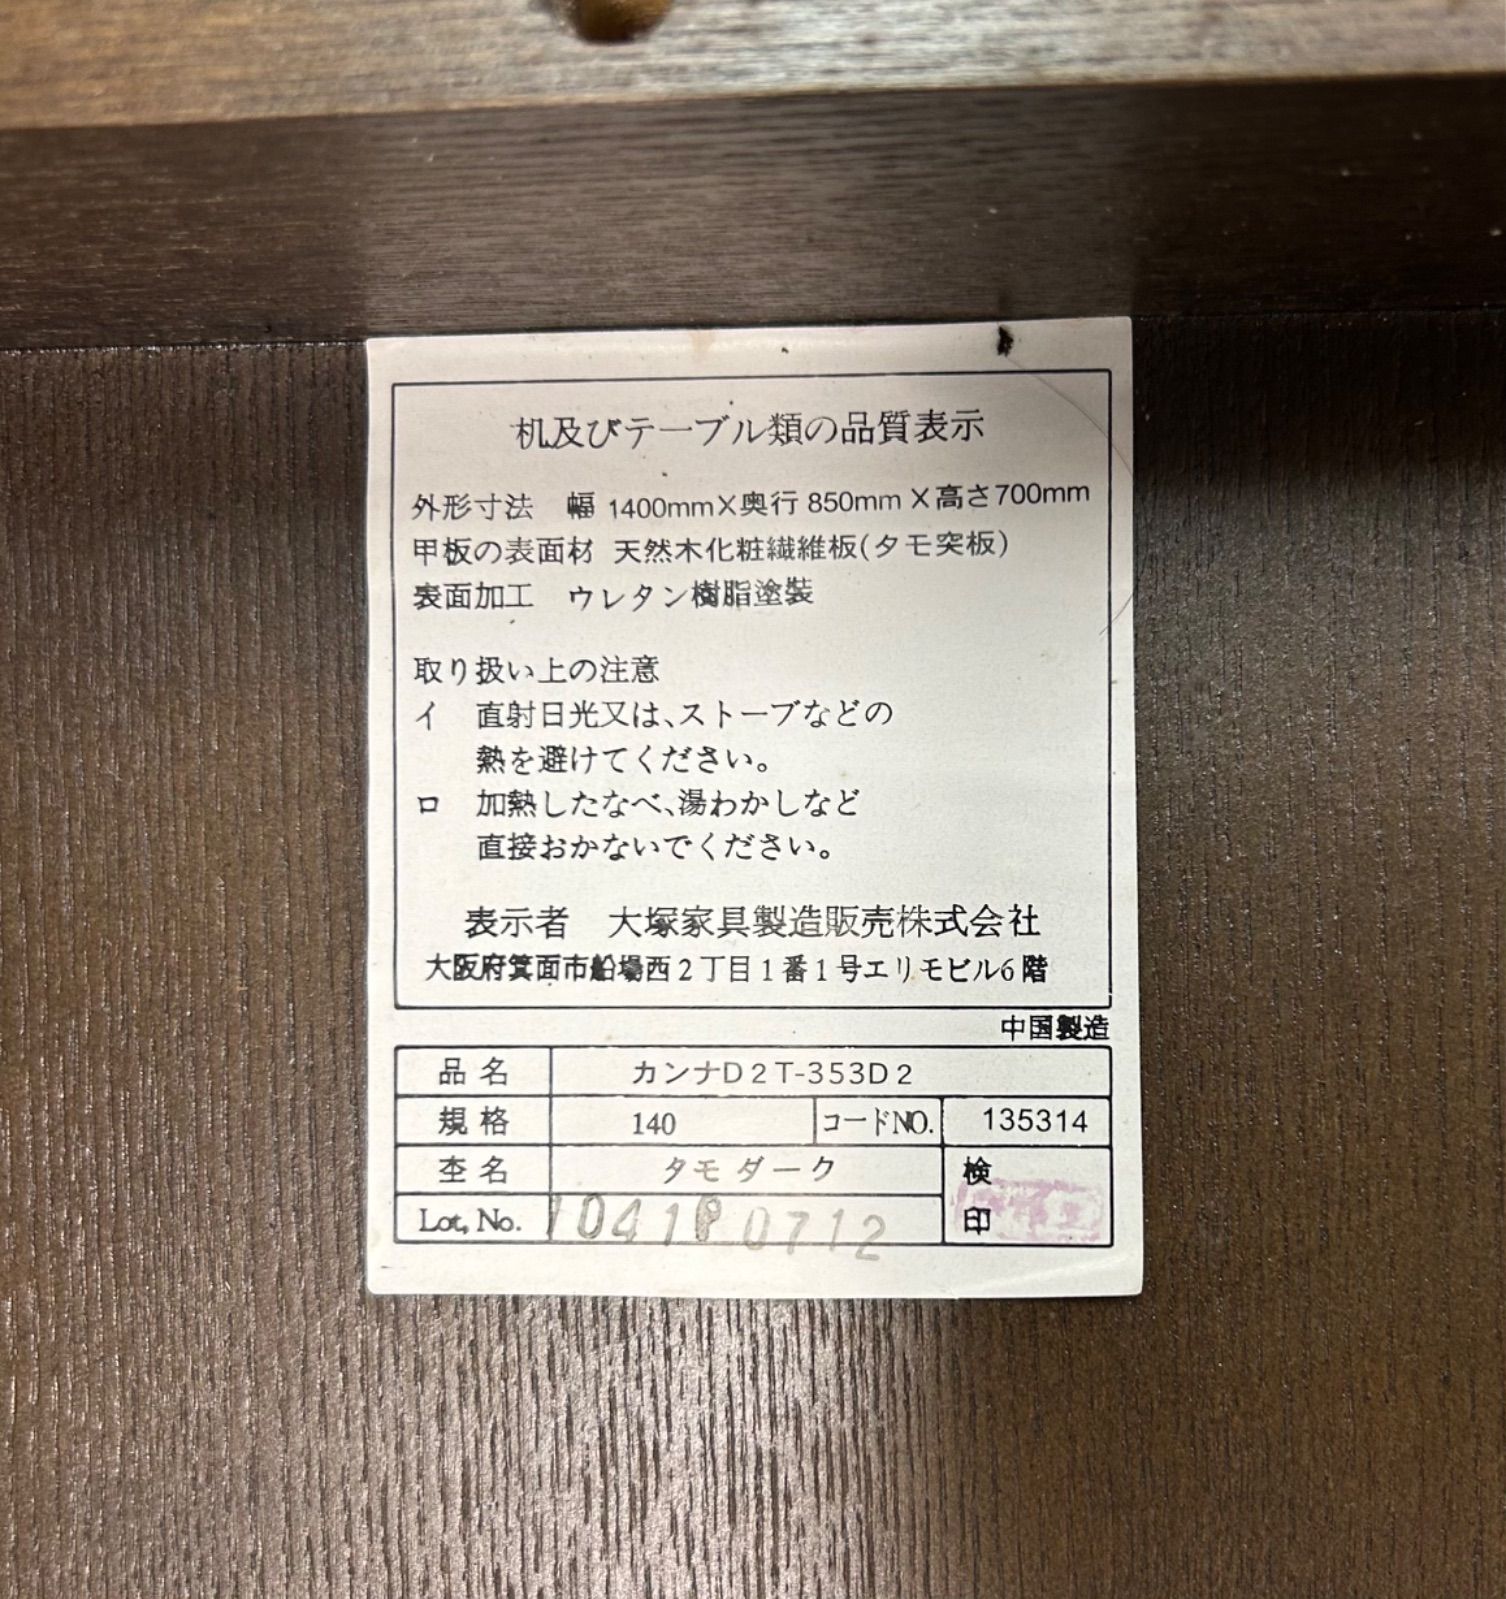 机及びテーブル類の品質表示
外形寸法　幅 1400mm×奥行 850mm×高さ700mm
甲板の表面材 天然木化粧繊維板(タモ突板)
表面加工　ウレタン樹脂塗装
取り扱い上の注意
イ　直射日光又は､ストーブなどの
熱を避けてください。
ロ　加熱したなべ､湯わかしなど
直接おかないでください。
表示者　大塚家具製造販売株式会社
大阪府箕面市船場西2丁目1番1号エリモビル6階
中国製造
品名　カンナD2T-353D2
規格　140　コードNO.　135314
杢名　タモダーク　検
Lot, No.　印